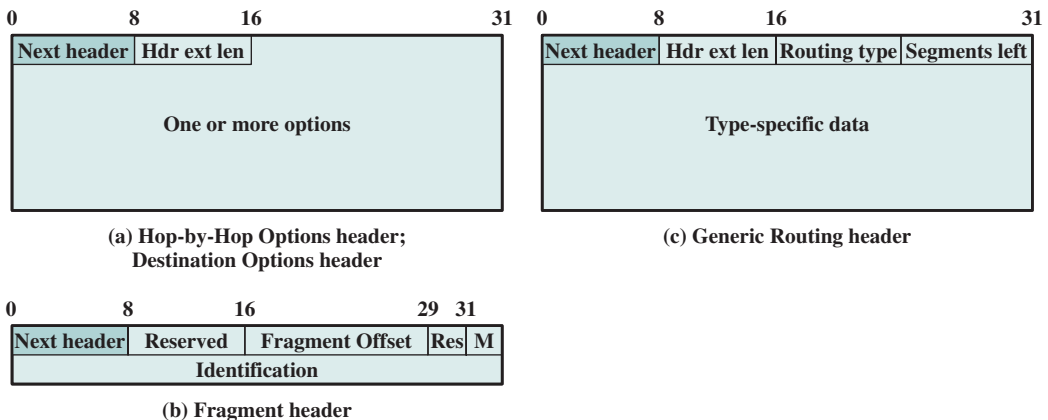 0 8 16 31
Next header Hdr ext len
One or more options
(a) Hop-by-Hop Options header;
Destination Options header
0 8 16 29 31
Next header Reserved Fragment Offset Res M
Identification
(b) Fragment header
0 8 16 31
Next header Hdr ext len Routing type Segments left
Type-specific data
(c) Generic Routing header